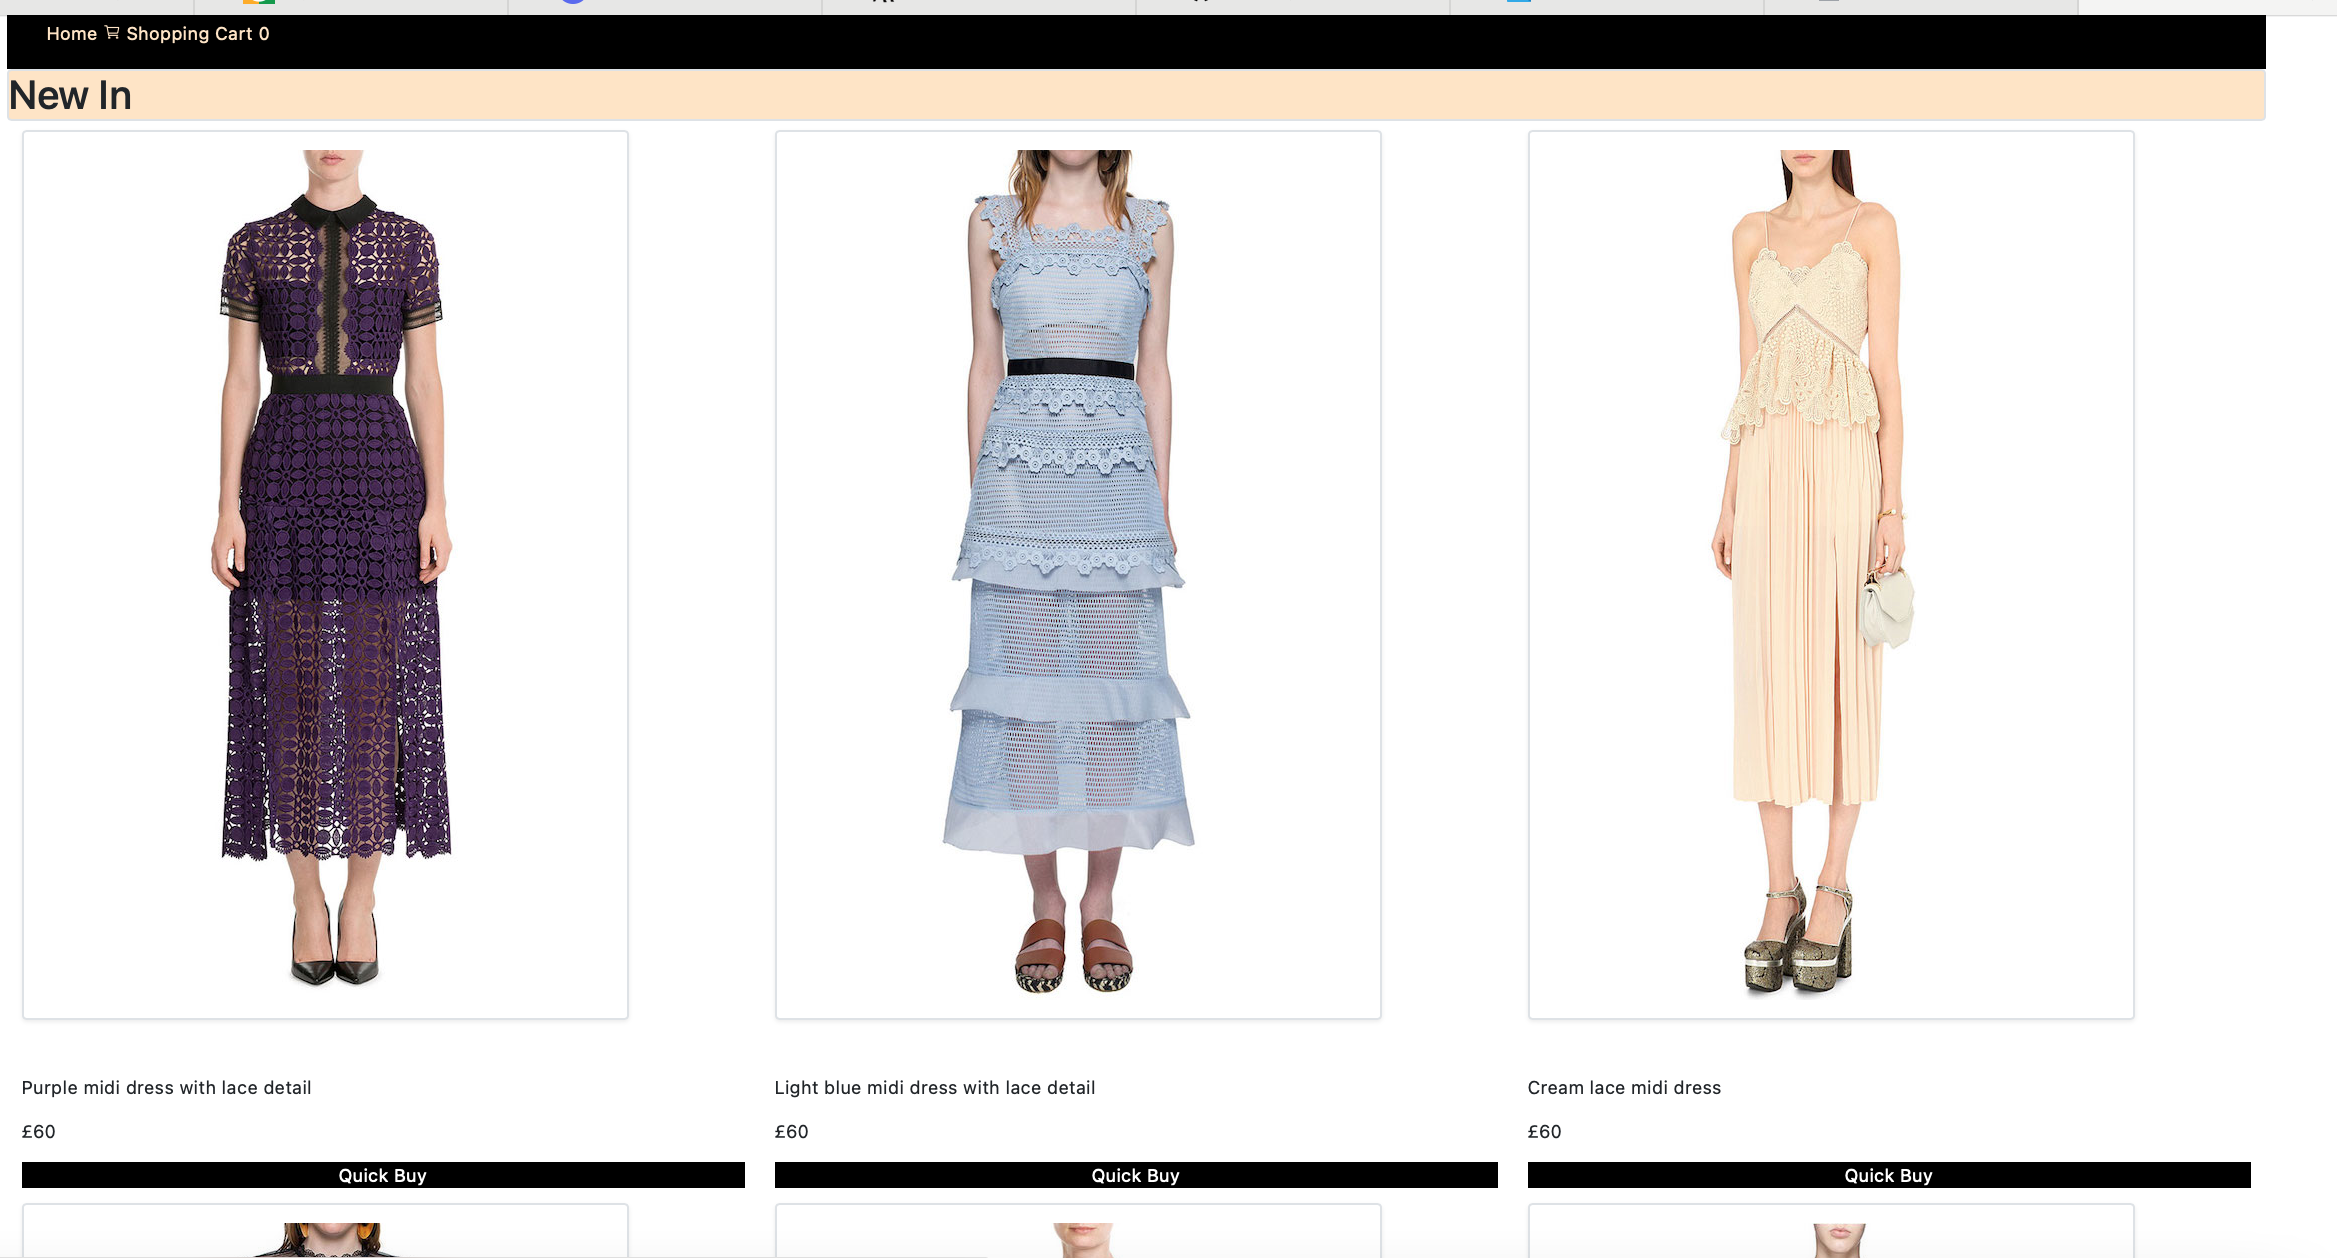 Home Shopping Cart 0
New In
Purple midi dress with lace detail
£60
Quick Buy
Light blue midi dress with lace detail
£60
Quick Buy
Cream lace midi dress
£60
Quick Buy